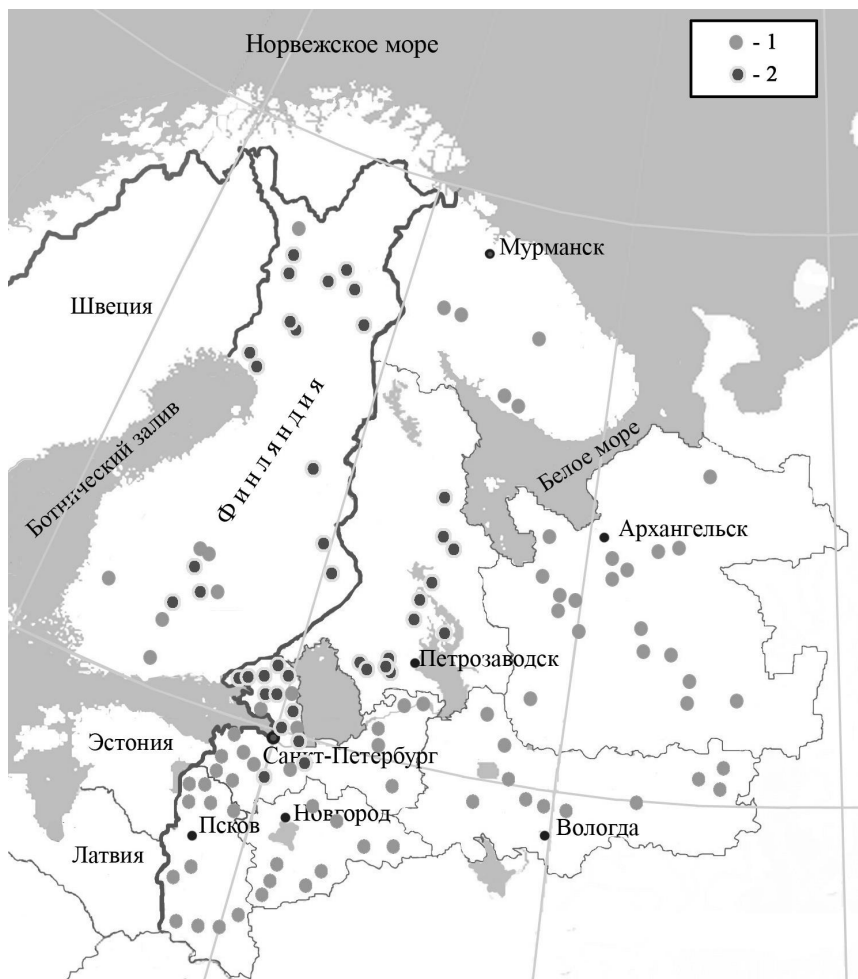 Норвежское море
- 1
- 2
Мурманск
Швеция
Финляндия
Ботнический залив
Белое море
Архангельск
Петрозаводск
Эстония
Санкт-Петербург
Новгород
Псков
Вологда
Латвия